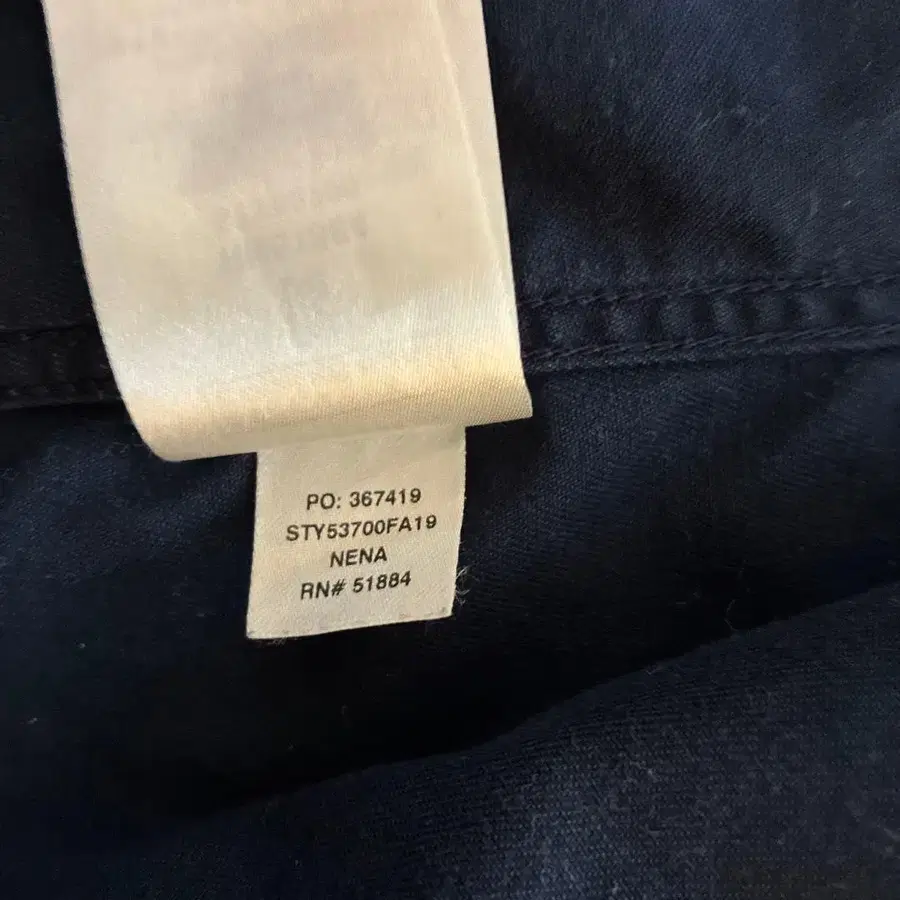 PO: 367419
STY53700FA19
NENA
RN# 51884